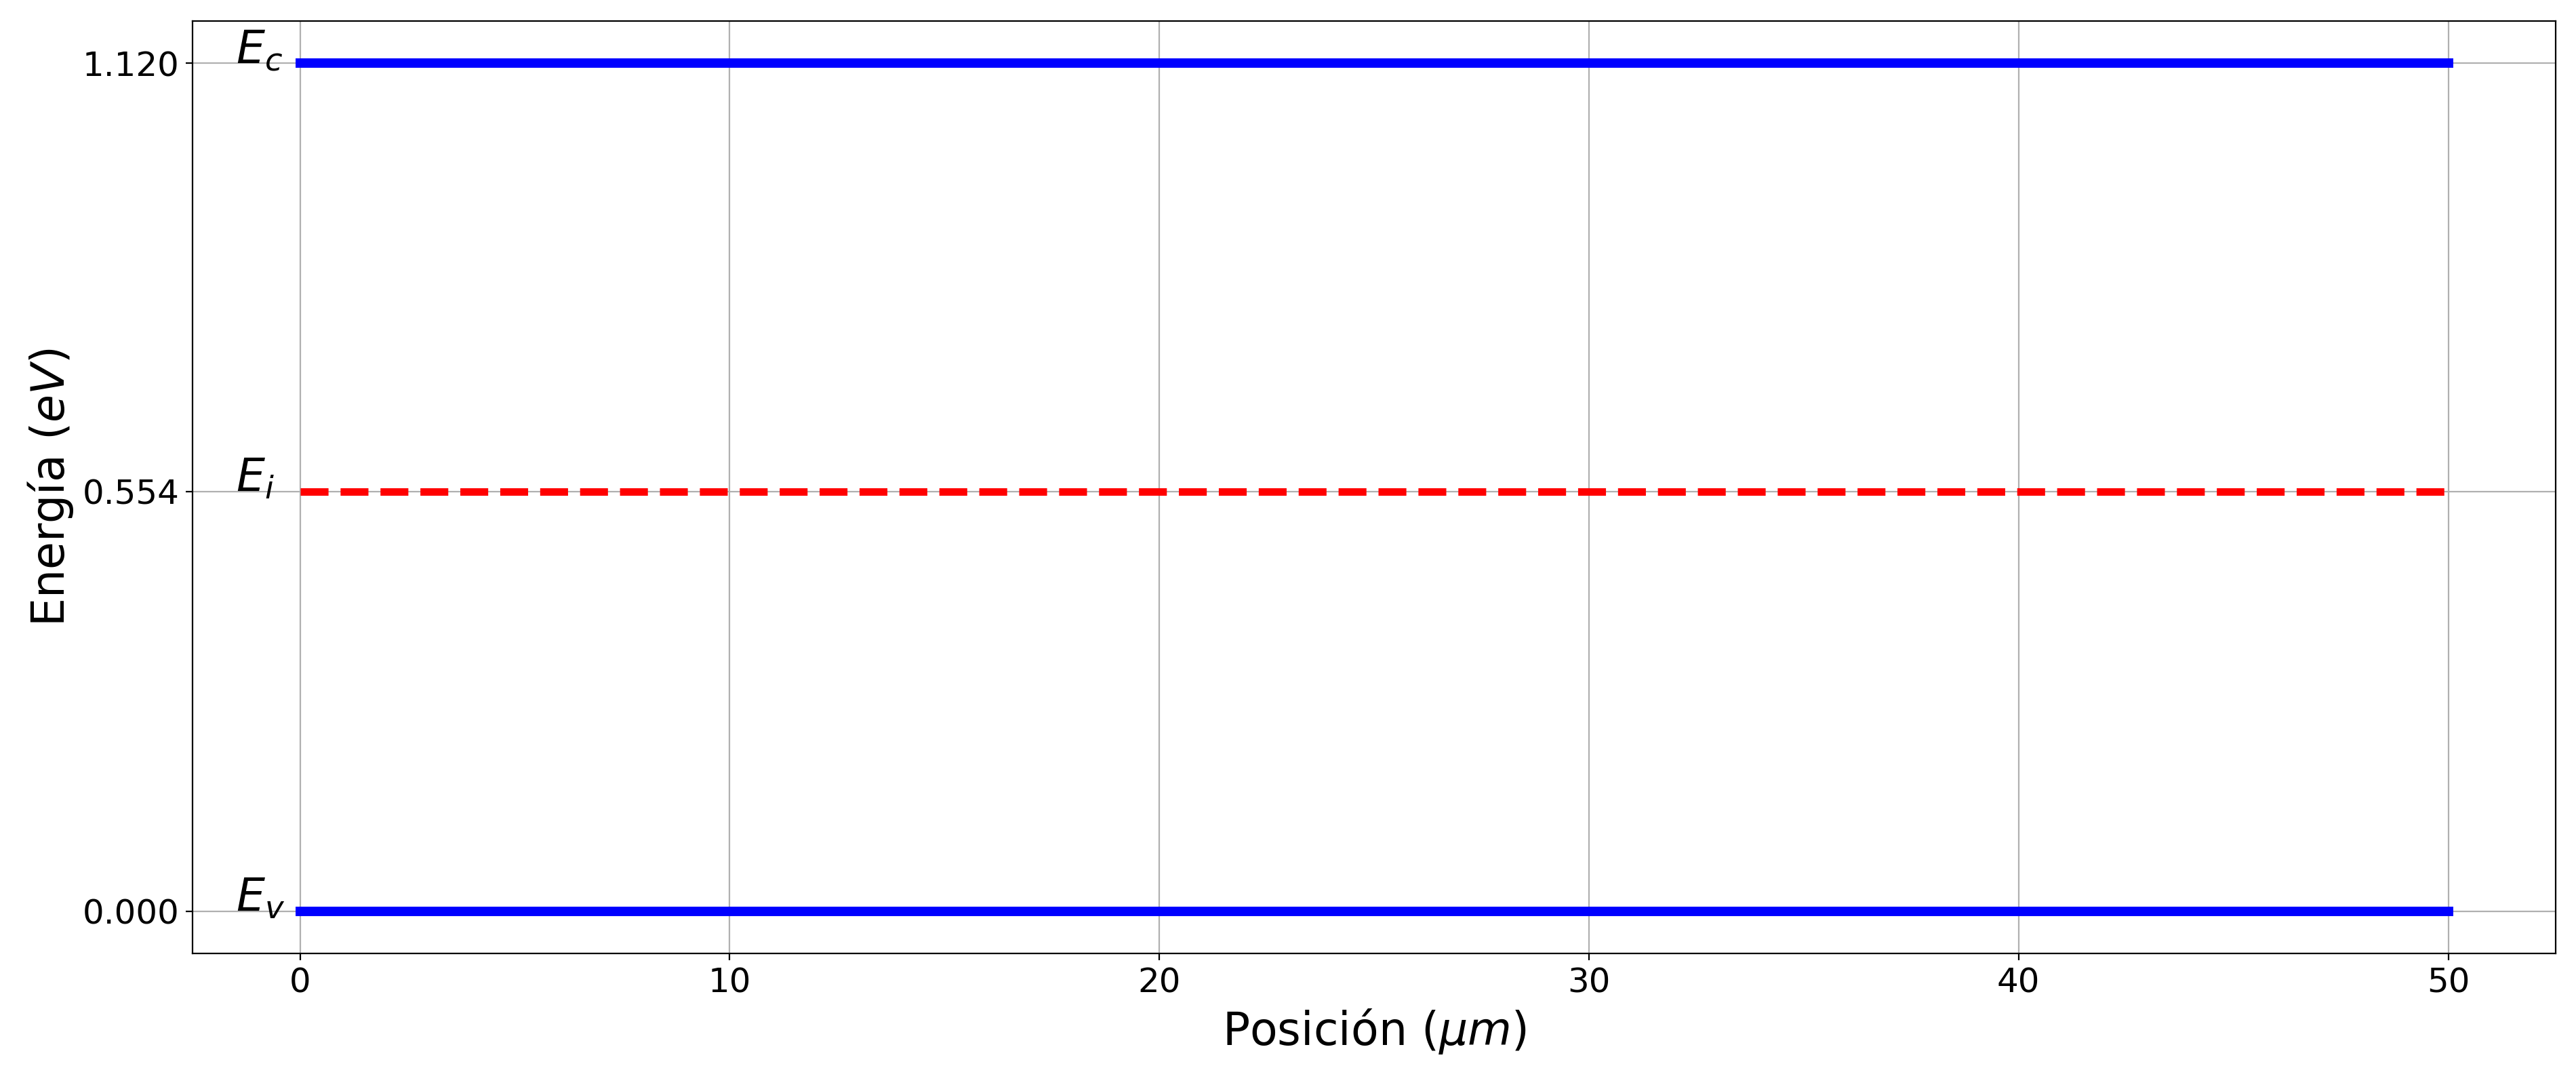 1.120
E_c
Energía (eV)
0.554
E_i
0.000
E_v
0 10 20 30 40 50
Posición (μm)